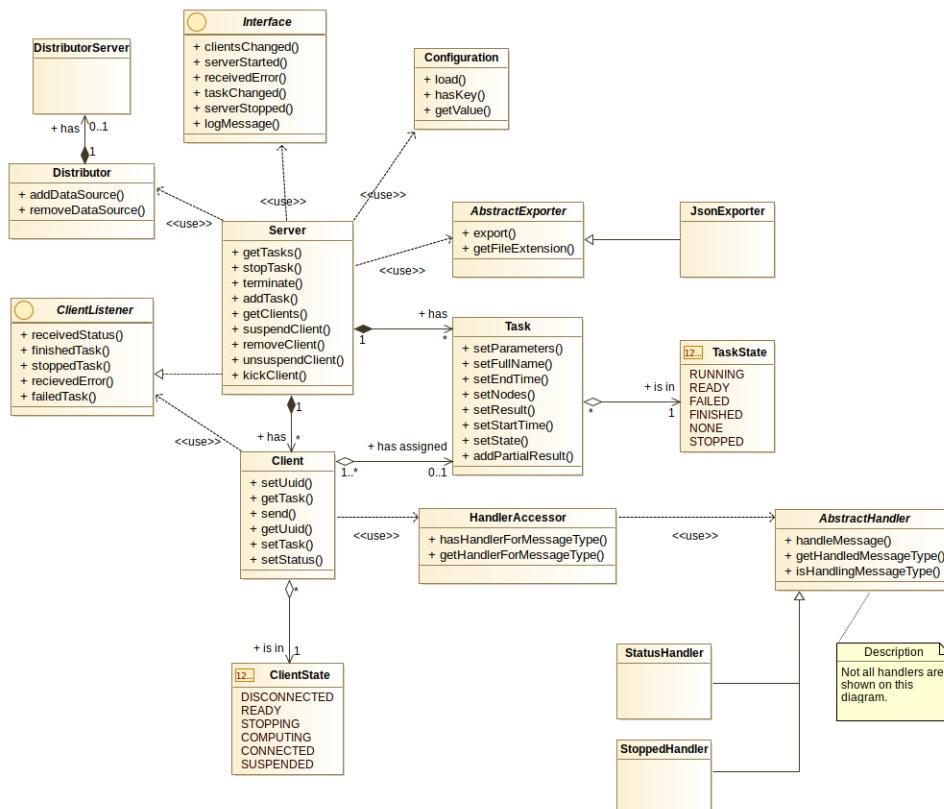 Interface
+ clientsChanged()
+ serverStarted()
+ receivedError()
+ taskChanged()
+ serverStopped()
+ logMessage()
DistributorServer
Configuration
+ load()
+ hasKey()
+ getValue()
+ has
0..1
1
Distributor
+ addDataSource()
+ removeDataSource()
<<use>>
<<use>>
<<use>>
AbstractExporter
+ export()
+ getFileExtension()
JsonExporter
<<use>>
Server
+ getTasks()
+ stopTask()
+ terminate()
+ addTask()
+ getClients()
+ suspendClient()
+ removeClient()
+ unsuspendClient()
+ kickClient()
ClientListener
+ receivedStatus()
+ finishedTask()
+ stoppedTask()
+ recievedError()
+ failedTask()
+ has
1
*
Task
+ setParameters()
+ setFullName()
+ setEndTime()
+ setNodes()
+ setResult()
+ setStartTime()
+ setState()
+ addPartialResult()
+ is in
*
1
12... TaskState
RUNNING
READY
FAILED
FINISHED
NONE
STOPPED
1
+ has
*
<<use>>
+ has assigned
1..*
0..1
Client
+ setUuid()
+ getTask()
+ send()
+ getUuid()
+ setTask()
+ setStatus()
<<use>>
HandlerAccessor
+ hasHandlerForMessageType()
+ getHandlerForMessageType()
<<use>>
AbstractHandler
+ handleMessage()
+ getHandledMessageType()
+ isHandlingMessageType()
*
+ is in
1
12... ClientState
DISCONNECTED
READY
STOPPING
COMPUTING
CONNECTED
SUSPENDED
StatusHandler
StoppedHandler
Description
Not all handlers are
shown on this
diagram.